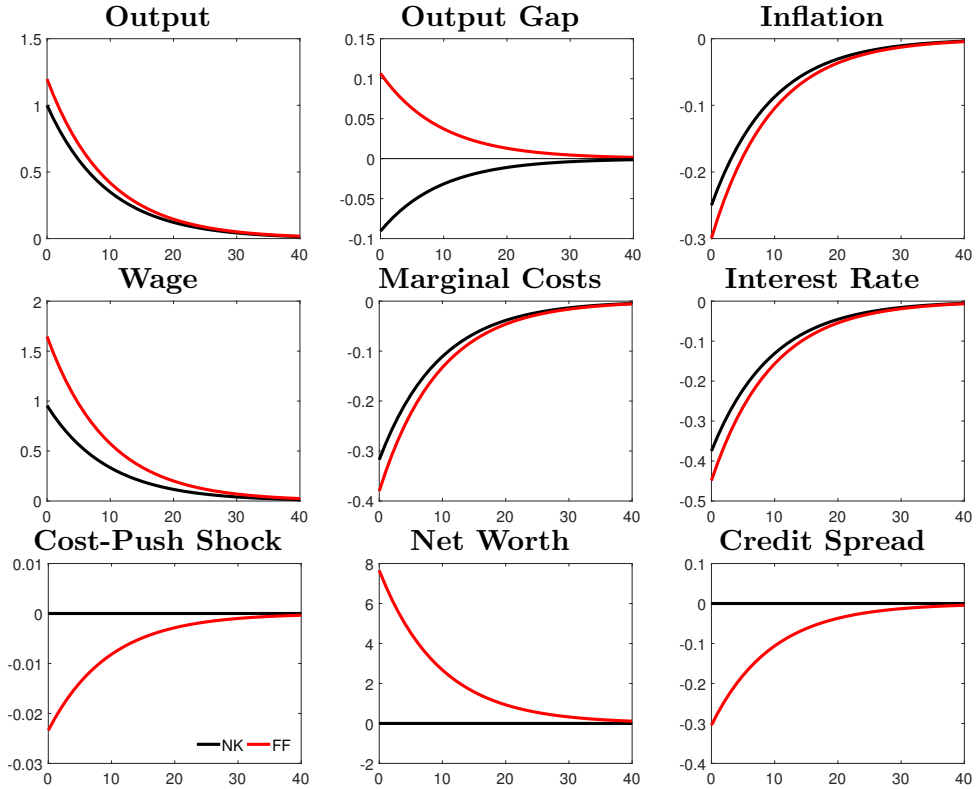 Output
1.5
1
0.5
0
0 10 20 30 40
Output Gap
0.15
0.1
0.05
0
-0.05
-0.1
0 10 20 30 40
Inflation
0
-0.1
-0.2
-0.3
0 10 20 30 40
Wage
2
1.5
1
0.5
0
0 10 20 30 40
Marginal Costs
0
-0.1
-0.2
-0.3
-0.4
0 10 20 30 40
Interest Rate
0
-0.1
-0.2
-0.3
-0.4
-0.5
0 10 20 30 40
Cost-Push Shock
0.01
0
-0.01
-0.02
-0.03
NK FF
0 10 20 30 40
Net Worth
8
6
4
2
0
-2
0 10 20 30 40
Credit Spread
0.1
0
-0.1
-0.2
-0.3
-0.4
0 10 20 30 40